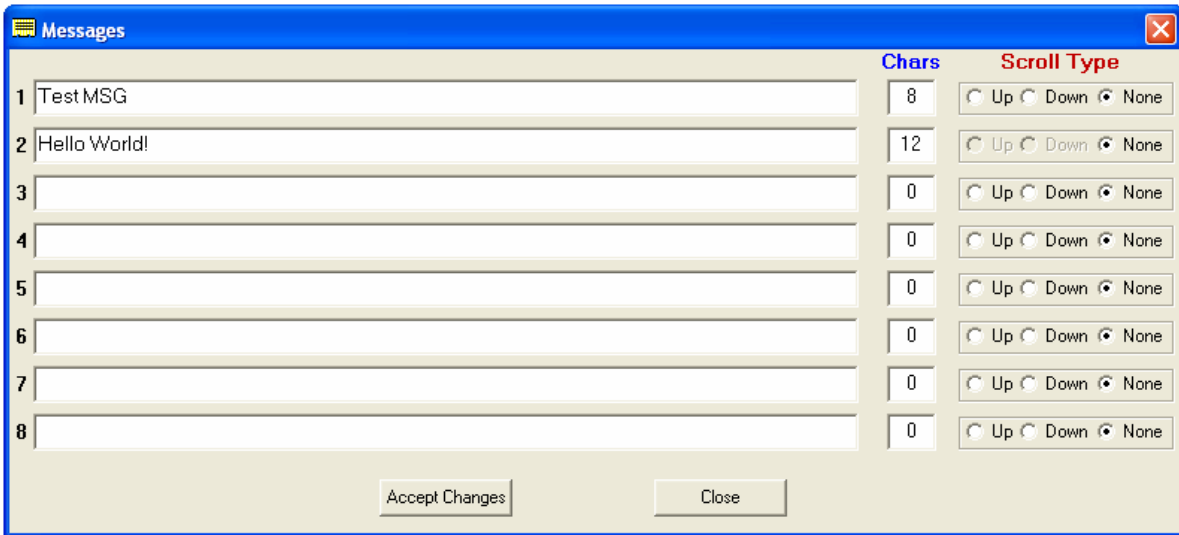 Messages
Chars Scroll Type
1 Test MSG 8 Up Down None
2 Hello World! 12 Up Down None
3 0 Up Down None
4 0 Up Down None
5 0 Up Down None
6 0 Up Down None
7 0 Up Down None
8 0 Up Down None
Accept Changes Close